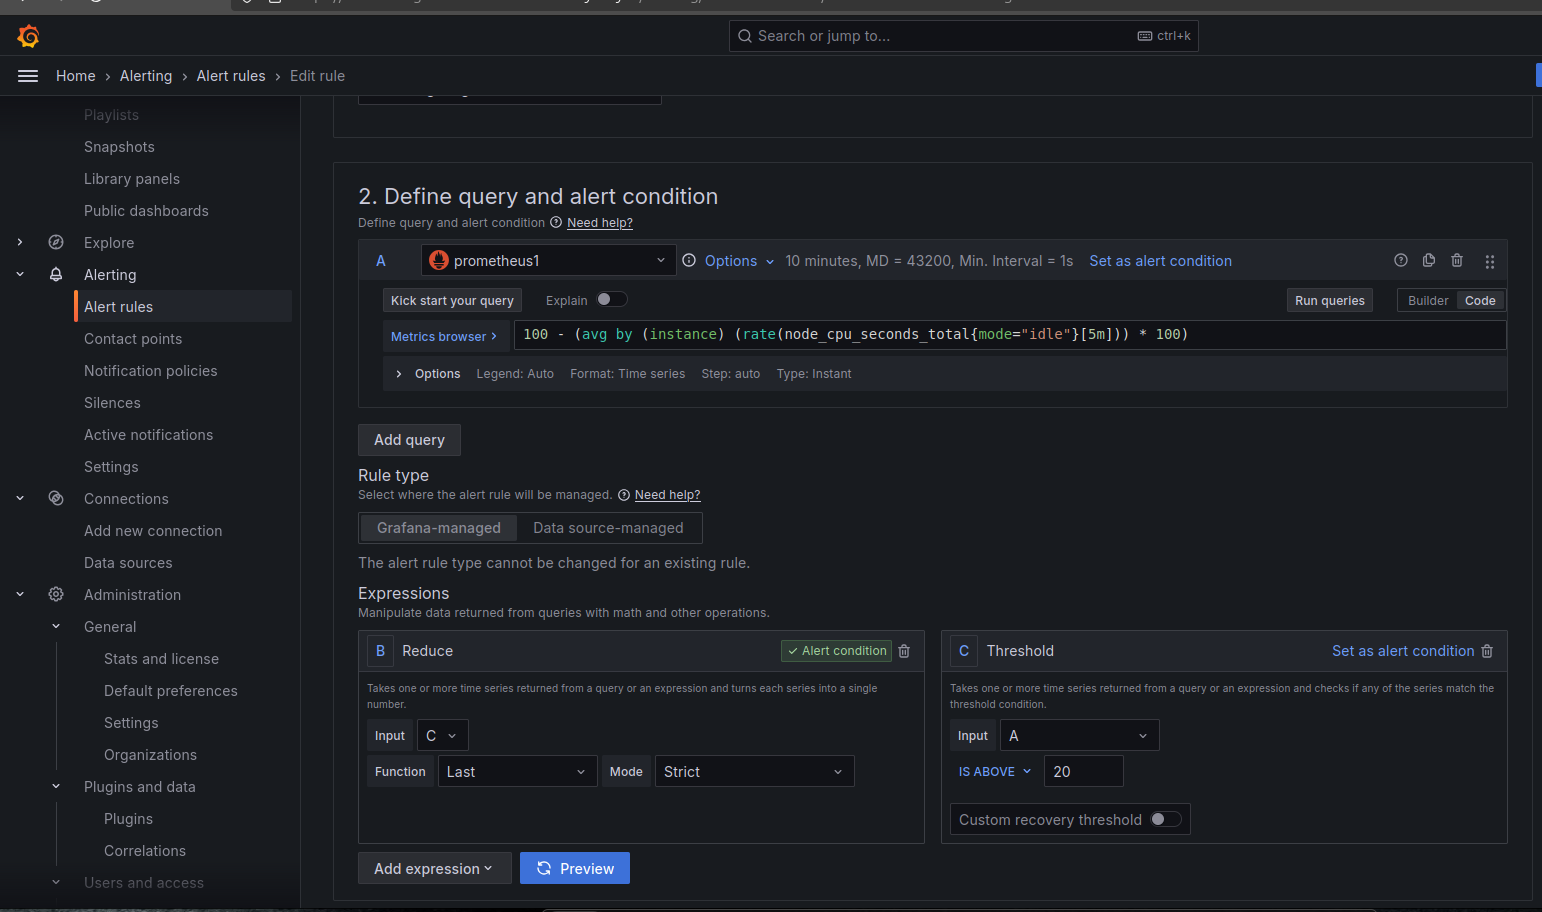 Search or jump to...
ctrl+k
Home › Alerting › Alert rules › Edit rule
Playlists
Snapshots
Library panels
Public dashboards
Explore
Alerting
Alert rules
Contact points
Notification policies
Silences
Active notifications
Settings
Connections
Add new connection
Data sources
Administration
General
Stats and license
Default preferences
Settings
Organizations
Plugins and data
Plugins
Correlations
Users and access
2. Define query and alert condition
Define query and alert condition Need help?
A prometheus1 Options 10 minutes, MD = 43200, Min. Interval = 1s Set as alert condition
Kick start your query Explain Run queries Builder Code
Metrics browser › 100 - (avg by (instance) (rate(node_cpu_seconds_total{mode="idle"}[5m])) * 100)
Options Legend: Auto Format: Time series Step: auto Type: Instant
Add query
Rule type
Select where the alert rule will be managed. Need help?
Grafana-managed Data source-managed
The alert rule type cannot be changed for an existing rule.
Expressions
Manipulate data returned from queries with math and other operations.
B Reduce Alert condition
Takes one or more time series returned from a query or an expression and turns each series into a single
number.
Input C
Function Last Mode Strict
C Threshold Set as alert condition
Takes one or more time series returned from a query or an expression and checks if any of the series match the
threshold condition.
Input A
IS ABOVE 20
Custom recovery threshold
Add expression Preview